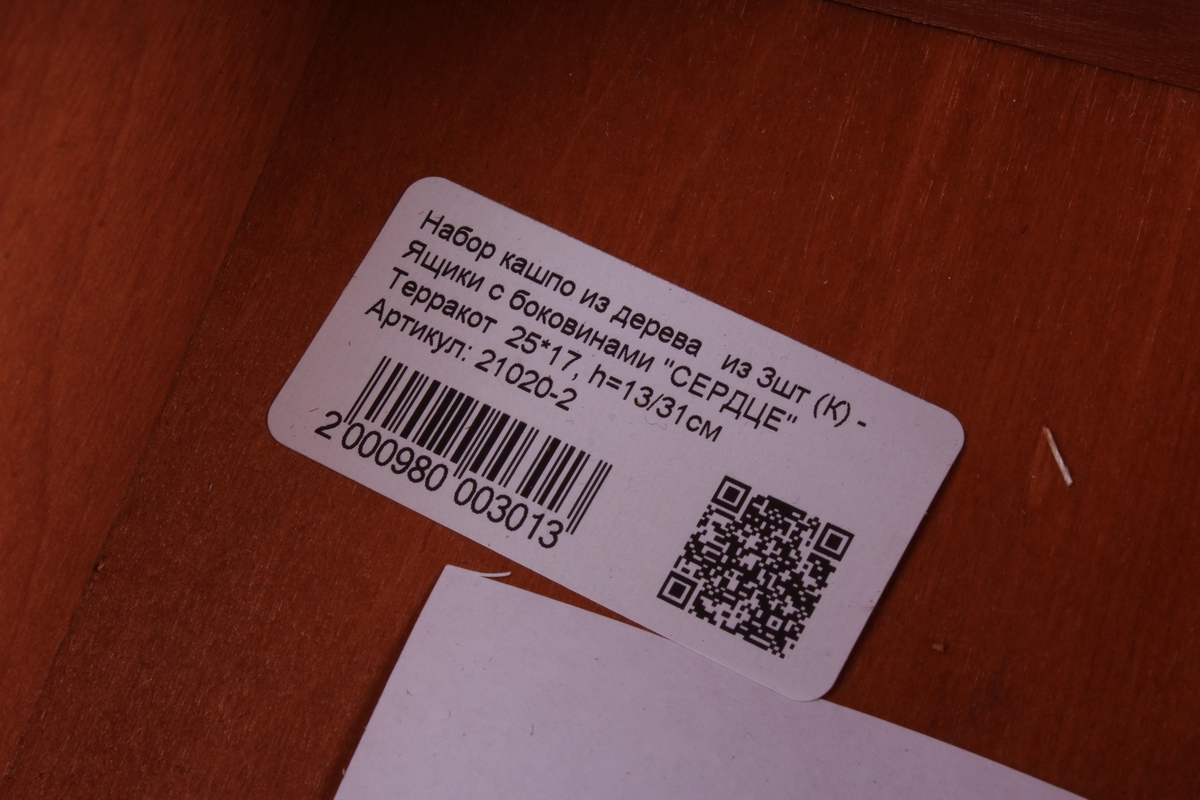 Набор кашпо из дерева из 3шт (К) -
Ящики с боковинами "СЕРДЦЕ"
Терракот 25*17, h=13/31см
Артикул: 21020-2
2 000980 003013